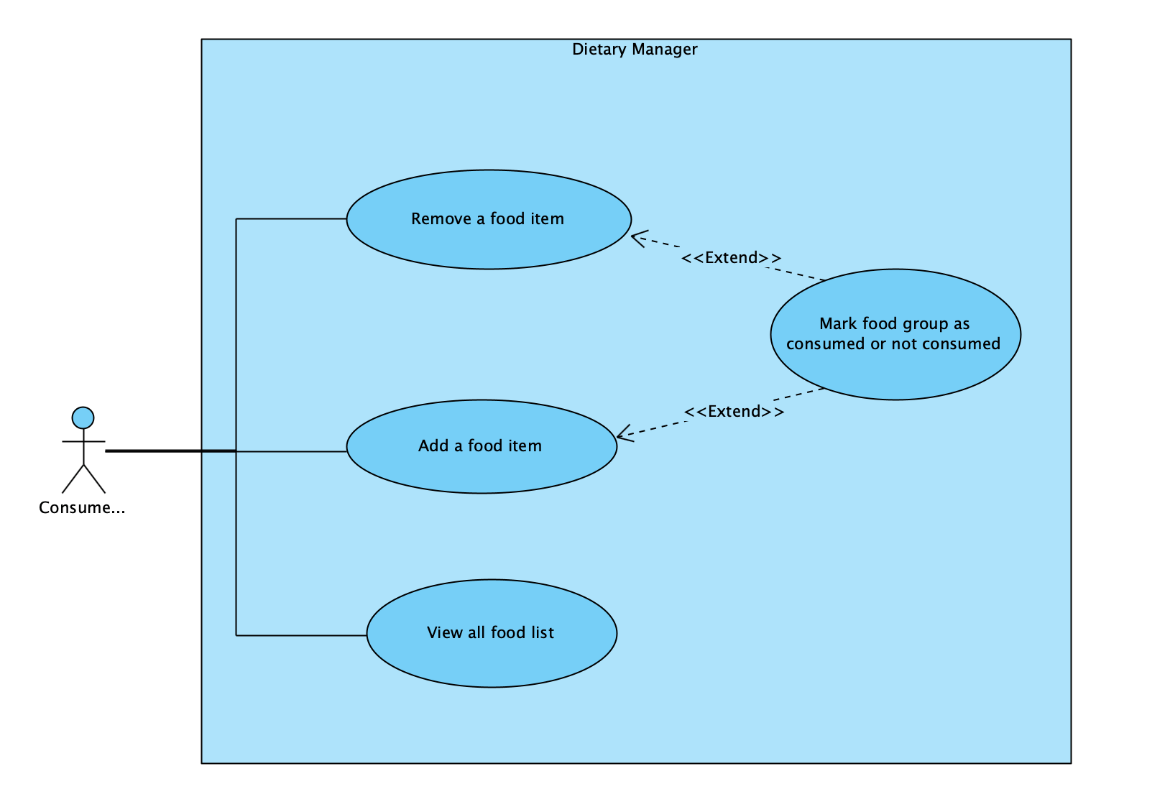 Dietary Manager
Remove a food item
<<Extend>>
Mark food group as
consumed or not consumed
<<Extend>>
Add a food item
Consume...
View all food list